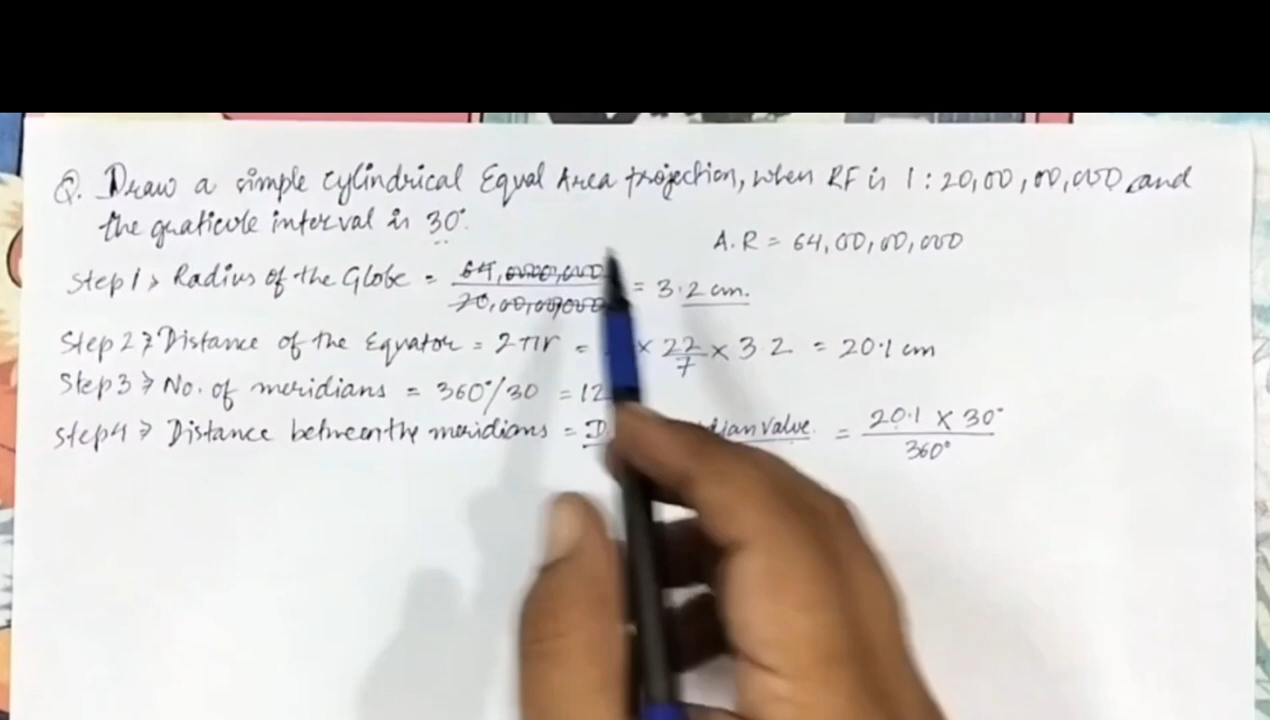 Q. Draw a simple cylindrical Equal Area projection, when RF is 1:20,00,00,000 and
the graticule interval is 30°.
A.R = 64,00,00,000
Step 1> Radius of the Globe = 64,0000,000 / 20,00,00,000 = 3.2 cm.
Step 2> Distance of the Equator = 2πr = × 22/7 × 3.2 = 20.1 cm
Step 3> No. of meridians = 360°/30 = 12
Step 4> Distance between the meridians = value. = 20.1 × 30° / 360°